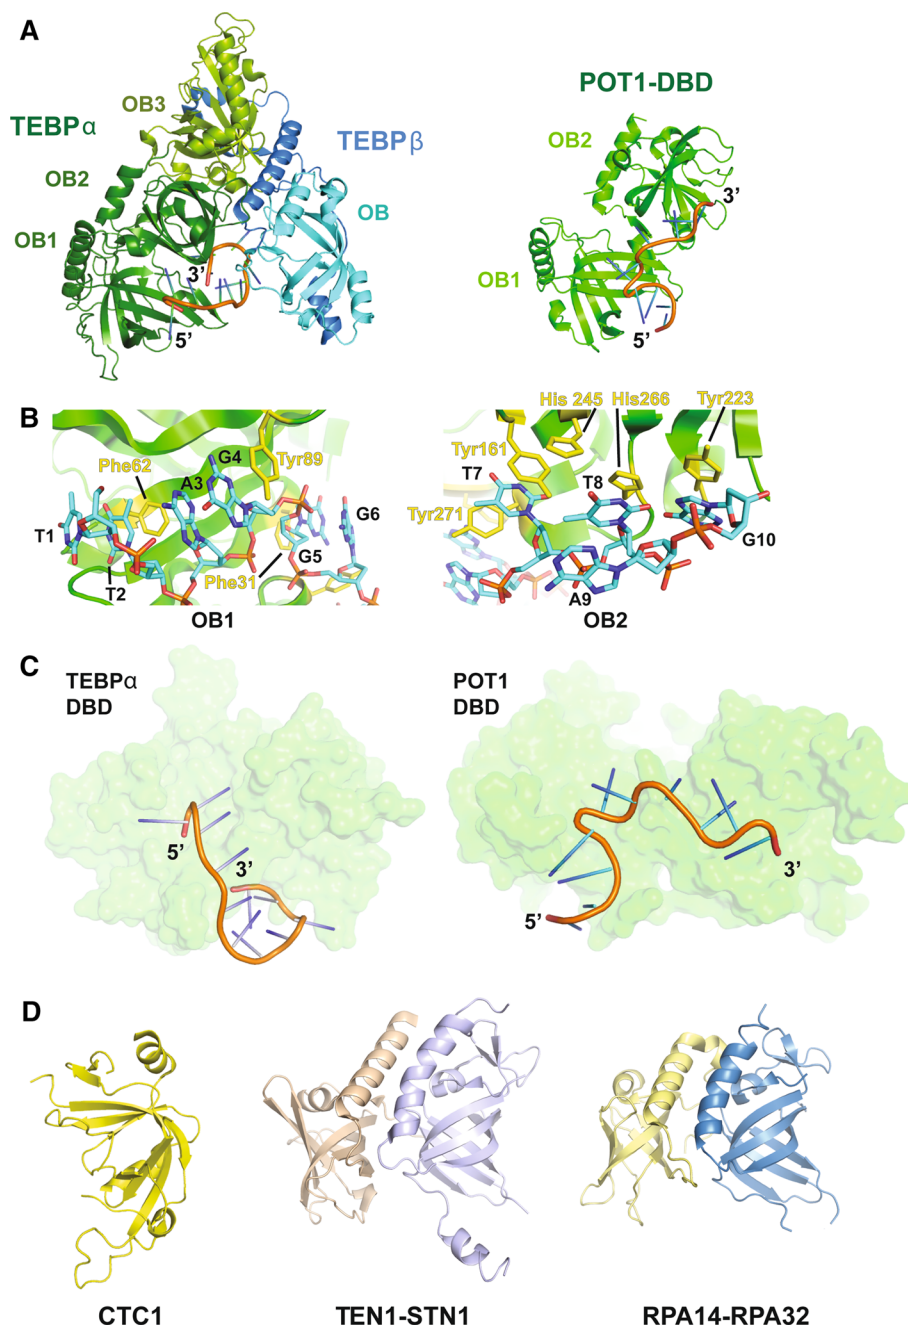 A
TEBPα
OB3
OB2
OB1
TEBPβ
OB
3’
5’
POT1-DBD
OB2
OB1
3’
5’
B
Phe62
G4
A3
Tyr89
T1
T2
Phe31
G5
G6
OB1
His 245
His266
Tyr223
Tyr161
T7
T8
Tyr271
G10
A9
OB2
C
TEBPα
DBD
5’
3’
POT1
DBD
5’
3’
D
CTC1
TEN1-STN1
RPA14-RPA32